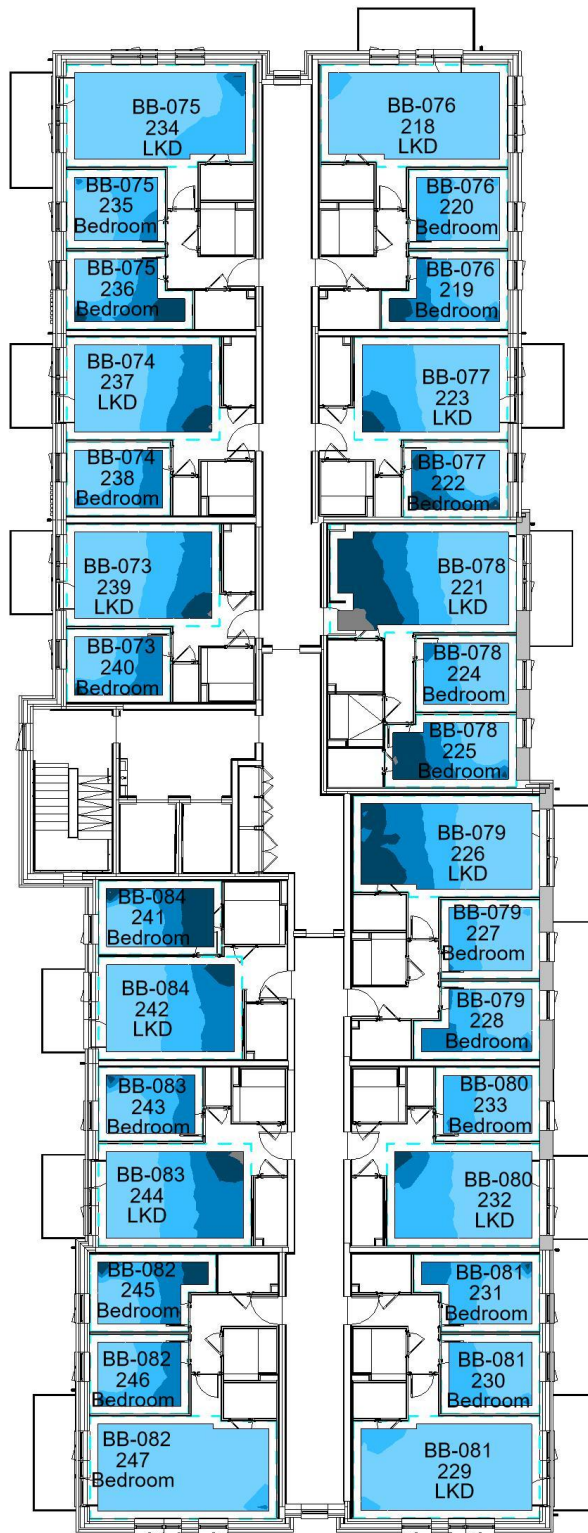 BB-075
234
LKD
BB-076
218
LKD
BB-075
235
Bedroom
BB-076
220
Bedroom
BB-075
236
Bedroom
BB-076
219
Bedroom
BB-074
237
LKD
BB-077
223
LKD
BB-074
238
Bedroom
BB-077
222
Bedroom
BB-073
239
LKD
BB-078
221
LKD
BB-073
240
Bedroom
BB-078
224
Bedroom
BB-078
225
Bedroom
BB-079
226
LKD
BB-084
241
Bedroom
BB-079
227
Bedroom
BB-084
242
LKD
BB-079
228
Bedroom
BB-083
243
Bedroom
BB-080
233
Bedroom
BB-083
244
LKD
BB-080
232
LKD
BB-082
245
Bedroom
BB-081
231
Bedroom
BB-082
246
Bedroom
BB-081
230
Bedroom
BB-082
247
Bedroom
BB-081
229
LKD